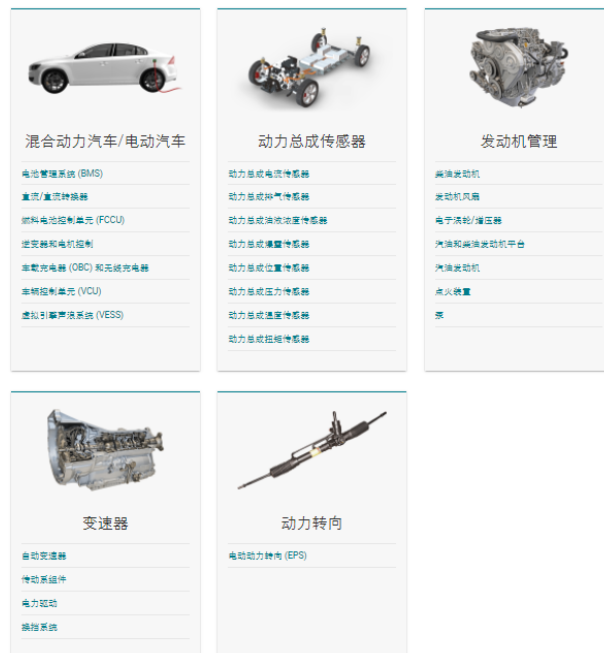 混合动力汽车/电动汽车
电池管理系统 (BMS)
直流/直流转换器
燃料电池控制单元 (FCCU)
逆变器和电机控制
车载充电器 (OBC) 和无线充电器
车辆控制单元 (VCU)
虚拟引擎声浪系统 (VESS)
动力总成传感器
动力总成电流传感器
动力总成排气传感器
动力总成油液浓度传感器
动力总成爆震传感器
动力总成位置传感器
动力总成压力传感器
动力总成温度传感器
动力总成扭矩传感器
发动机管理
柴油发动机
发动机风扇
电子涡轮/增压器
汽油和柴油发动机平台
汽油发动机
点火装置
泵
变速器
自动变速器
传动系组件
电力驱动
换挡系统
动力转向
电动动力转向 (EPS)